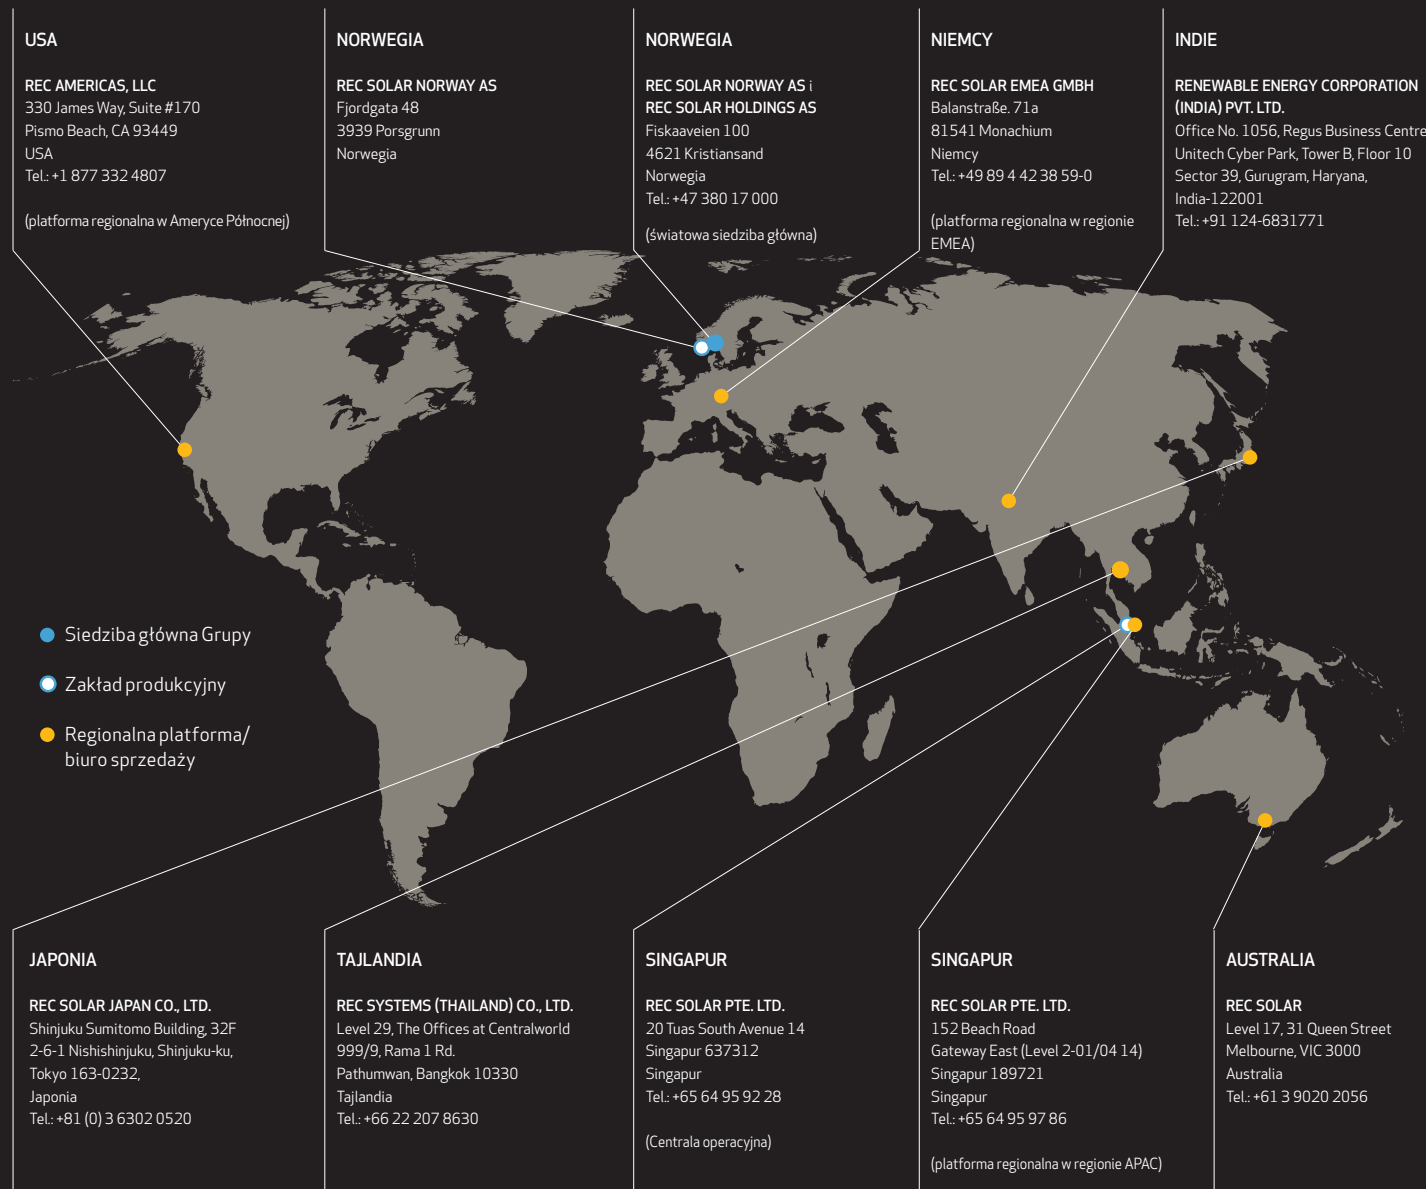 USA
REC AMERICAS, LLC
330 James Way, Suite #170
Pismo Beach, CA 93449
USA
Tel.: +1 877 332 4807
(platforma regionalna w Ameryce Północnej)
NORWEGIA
REC SOLAR NORWAY AS
Fjordgata 48
3939 Porsgrunn
Norwegia
NORWEGIA
REC SOLAR NORWAY AS i
REC SOLAR HOLDINGS AS
Fiskaaveien 100
4621 Kristiansand
Norwegia
Tel.: +47 380 17 000
(światowa siedziba główna)
NIEMCY
REC SOLAR EMEA GMBH
Balanstraße. 71a
81541 Monachium
Niemcy
Tel.: +49 89 4 42 38 59-0
(platforma regionalna w regionie
EMEA)
INDIE
RENEWABLE ENERGY CORPORATION
(INDIA) PVT. LTD.
Office No. 1056, Regus Business Centre
Unitech Cyber Park, Tower B, Floor 10
Sector 39, Gurugram, Haryana,
India-122001
Tel.: +91 124-6831771
Siedziba główna Grupy
Zakład produkcyjny
Regionalna platforma/
biuro sprzedaży
JAPONIA
REC SOLAR JAPAN CO., LTD.
Shinjuku Sumitomo Building, 32F
2-6-1 Nishishinjuku, Shinjuku-ku,
Tokyo 163-0232,
Japonia
Tel.: +81 (0) 3 6302 0520
TAJLANDIA
REC SYSTEMS (THAILAND) CO., LTD.
Level 29, The Offices at Centralworld
999/9, Rama 1 Rd.
Pathumwan, Bangkok 10330
Tajlandia
Tel.: +66 22 207 8630
SINGAPUR
REC SOLAR PTE. LTD.
20 Tuas South Avenue 14
Singapur 637312
Singapur
Tel.: +65 64 95 92 28
(Centrala operacyjna)
SINGAPUR
REC SOLAR PTE. LTD.
152 Beach Road
Gateway East (Level 2-01/04 14)
Singapur 189721
Singapur
Tel.: +65 64 95 97 86
(platforma regionalna w regionie APAC)
AUSTRALIA
REC SOLAR
Level 17, 31 Queen Street
Melbourne, VIC 3000
Australia
Tel.: +61 3 9020 2056